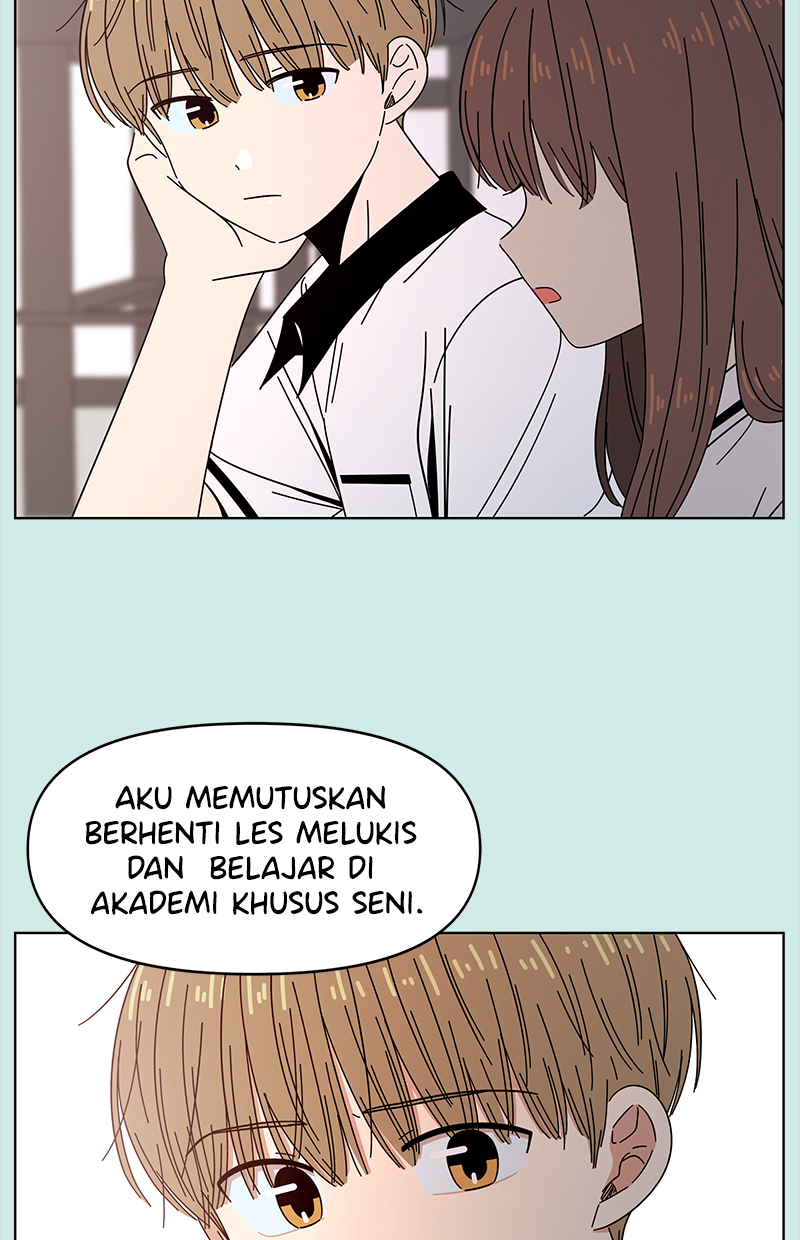 AKU MEMUTUSKAN
BERHENTI LES MELUKIS
DAN  BELAJAR DI
AKADEMI KHUSUS SENI.